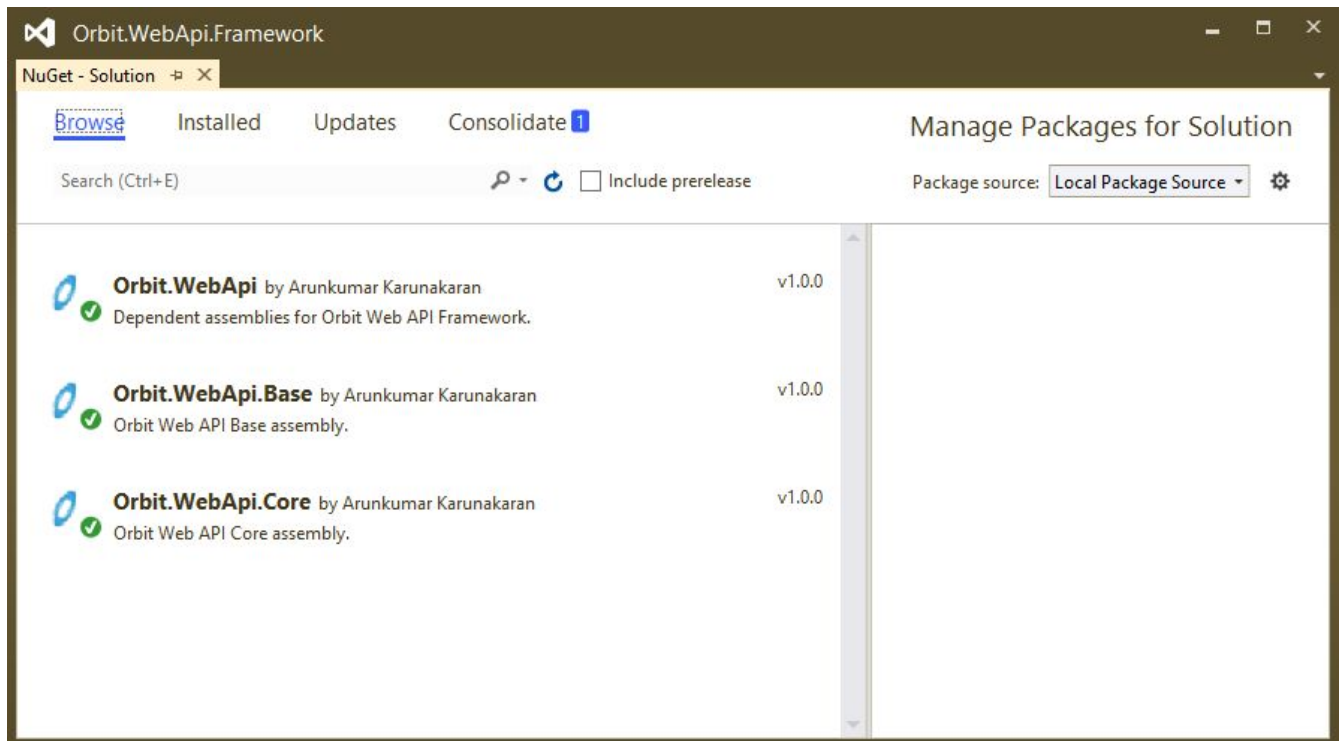 Orbit.WebApi.Framework
NuGet - Solution
Browse Installed Updates Consolidate 1
Manage Packages for Solution
Search (Ctrl+E) Include prerelease
Package source: Local Package Source
Orbit.WebApi by Arunkumar Karunakaran v1.0.0
Dependent assemblies for Orbit Web API Framework.
Orbit.WebApi.Base by Arunkumar Karunakaran v1.0.0
Orbit Web API Base assembly.
Orbit.WebApi.Core by Arunkumar Karunakaran v1.0.0
Orbit Web API Core assembly.